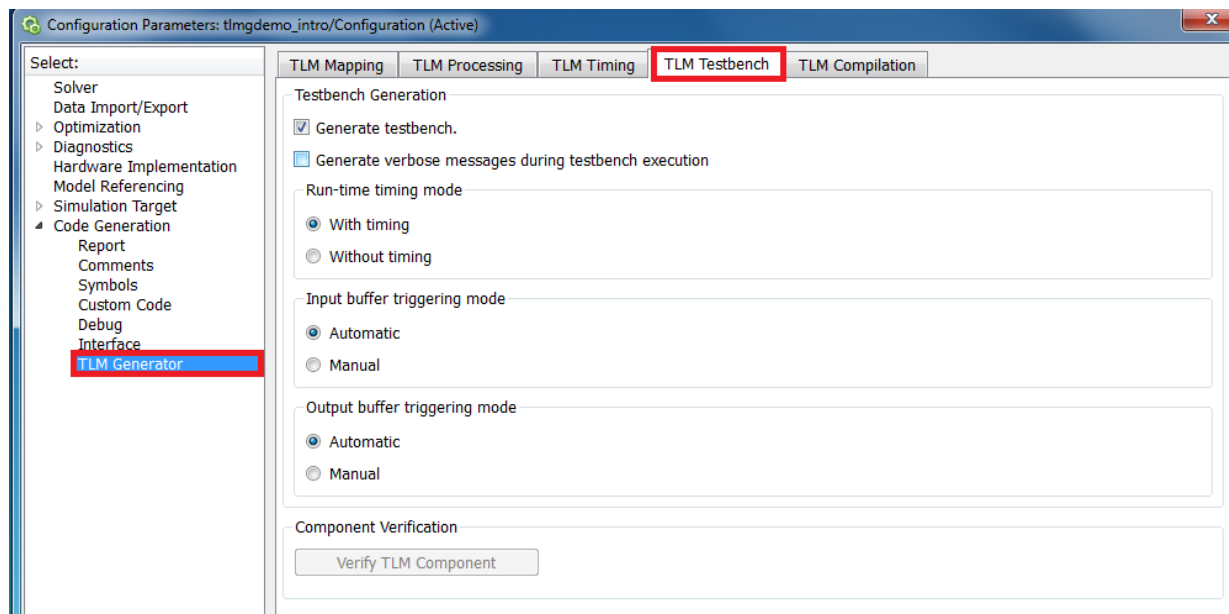 Configuration Parameters: tlmgdemo_intro/Configuration (Active)
Select:
Solver
Data Import/Export
Optimization
Diagnostics
Hardware Implementation
Model Referencing
Simulation Target
Code Generation
Report
Comments
Symbols
Custom Code
Debug
Interface
TLM Generator
TLM Mapping TLM Processing TLM Timing TLM Testbench TLM Compilation
Testbench Generation
Generate testbench.
Generate verbose messages during testbench execution
Run-time timing mode
With timing
Without timing
Input buffer triggering mode
Automatic
Manual
Output buffer triggering mode
Automatic
Manual
Component Verification
Verify TLM Component